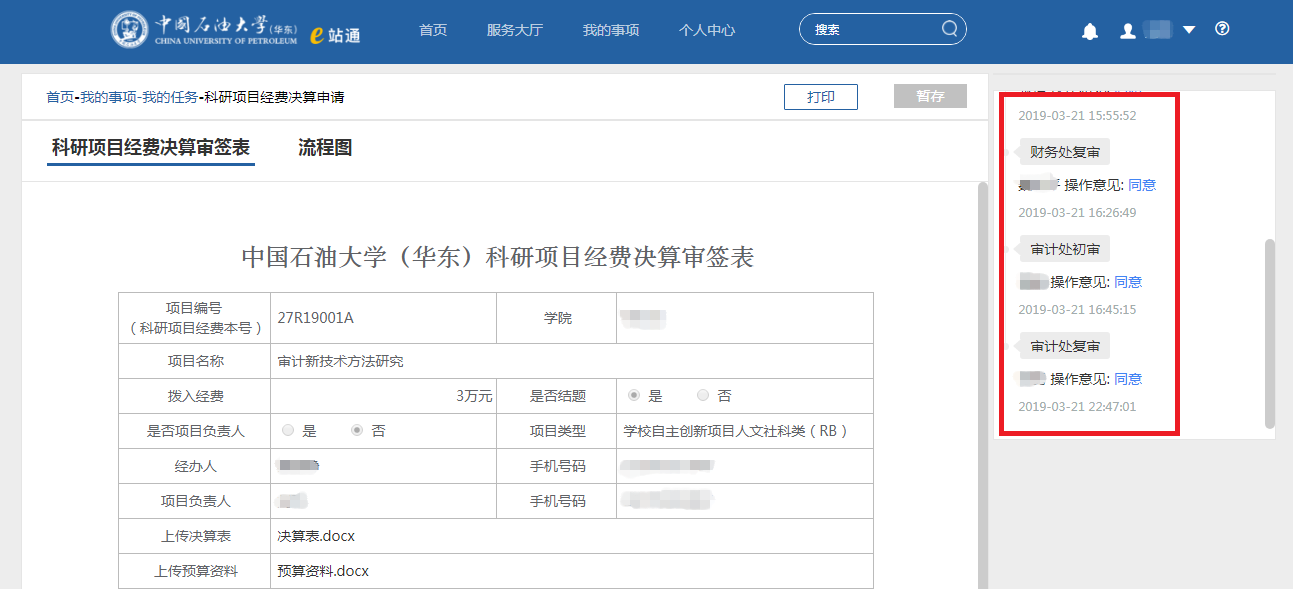 中国石油大学(华东)
CHINA UNIVERSITY OF PETROLEUM
e站通
首页 服务大厅 我的事项 个人中心 搜索
首页-我的事项-我的任务-科研项目经费决算申请
打印 暂存
科研项目经费决算审签表 流程图
中国石油大学（华东）科研项目经费决算审签表
项目编号
（科研项目经费本号）
27R19001A 学院
项目名称 审计新技术方法研究
拨入经费 3万元 是否结题 是 否
是否项目负责人 是 否 项目类型 学校自主创新项目人文社科类（RB）
经办人 手机号码
项目负责人 手机号码
上传决算表 决算表.docx
上传预算资料 预算资料.docx
2019-03-21 15:55:52
财务处复审
操作意见: 同意
2019-03-21 16:26:49
审计处初审
操作意见: 同意
2019-03-21 16:45:15
审计处复审
操作意见: 同意
2019-03-21 22:47:01